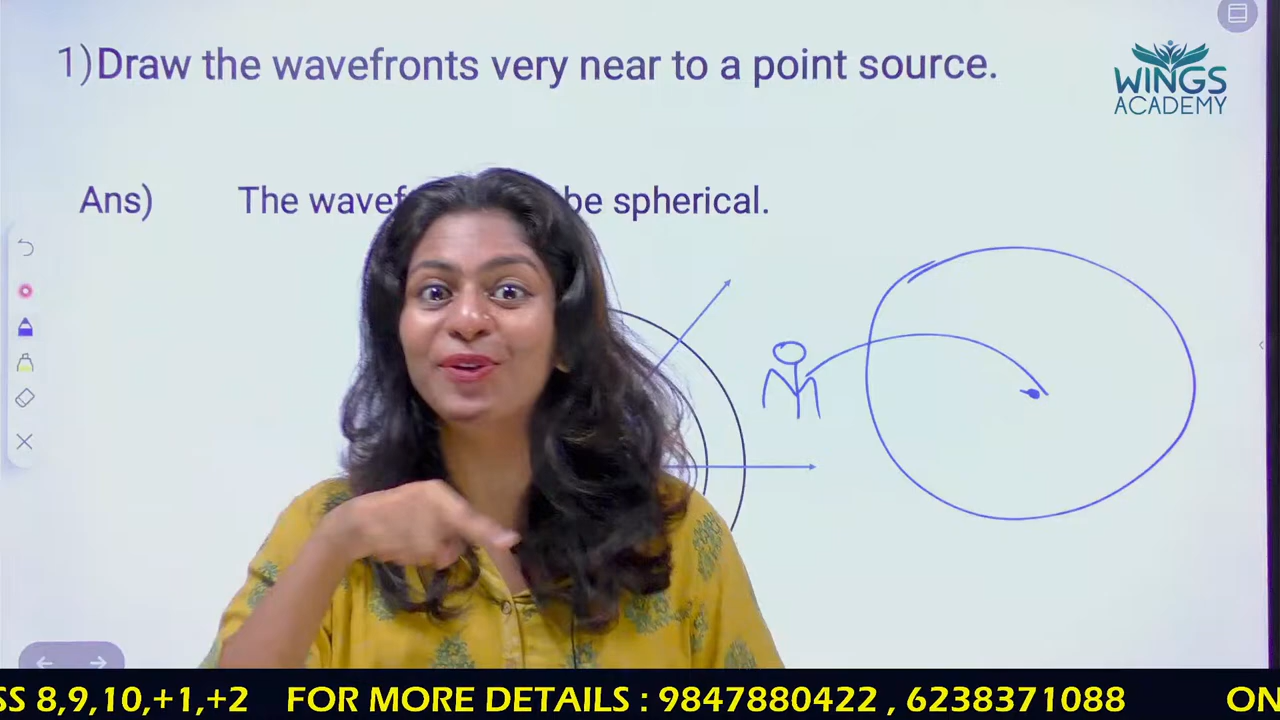 1)Draw the wavefronts very near to a point source.
WINGS
ACADEMY
Ans) The be spherical.
SS 8,9,10,+1,+2 FOR MORE DETAILS : 9847880422 , 6238371088 ON